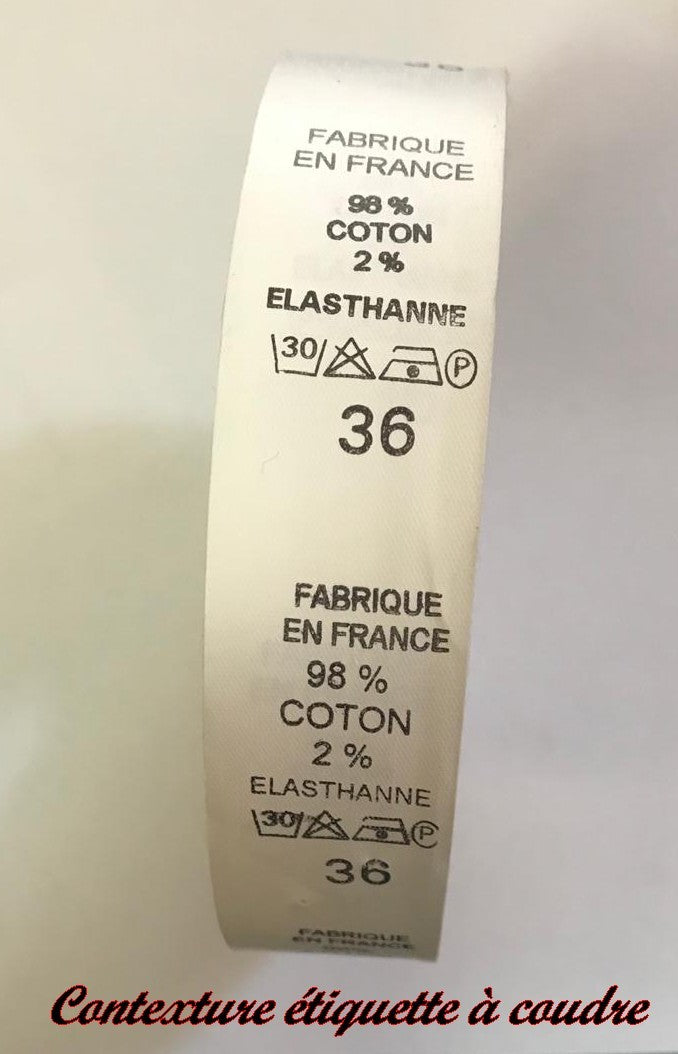 36
FABRIQUE
EN FRANCE
98 %
COTON
2 %
ELASTHANNE
30 P
36
FABRIQUE
EN FRANCE
98 %
COTON
2 %
ELASTHANNE
30 P
36
FABRIQUE
EN FRANCE
Contexture étiquette à coudre